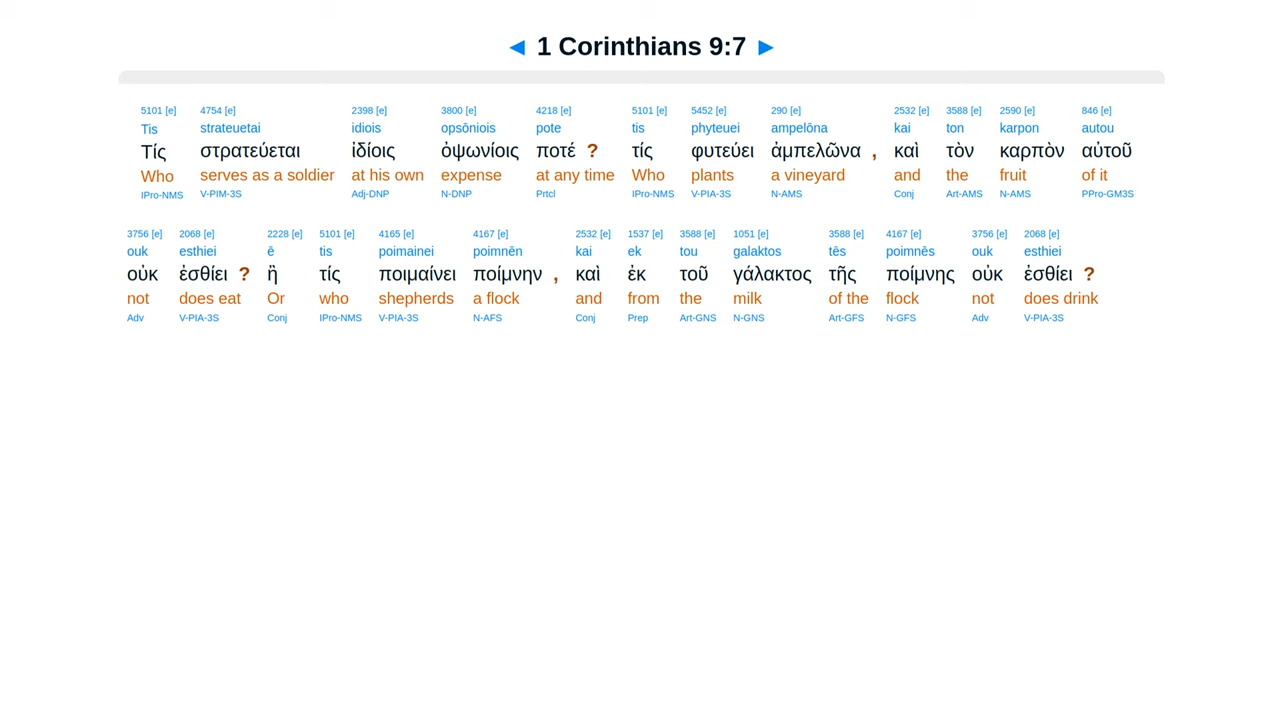 ◄ 1 Corinthians 9:7 ►
5101 [e] 4754 [e] 2398 [e] 3800 [e] 4218 [e] 5101 [e] 5452 [e] 290 [e] 2532 [e] 3588 [e] 2590 [e] 846 [e]
Tis strateuetai idiois opsōniois pote tis phyteuei ampelōna kai ton karpon autou
Τίς στρατεύεται ἰδίοις ὀψωνίοις ποτέ ? τίς φυτεύει ἀμπελῶνα , καὶ τὸν καρπὸν αὐτοῦ
Who serves as a soldier at his own expense at any time Who plants a vineyard and the fruit of it
IPro-NMS V-PIM-3S Adj-DNP N-DNP Prtcl IPro-NMS V-PIA-3S N-AMS Conj Art-AMS N-AMS PPro-GM3S
3756 [e] 2068 [e] 2228 [e] 5101 [e] 4165 [e] 4167 [e] 2532 [e] 1537 [e] 3588 [e] 1051 [e] 3588 [e] 4167 [e] 3756 [e] 2068 [e]
ouk esthiei ē tis poimainei poimnēn kai ek tou galaktos tēs poimnēs ouk esthiei
οὐκ ἐσθίει ? ἢ τίς ποιμαίνει ποίμνην , καὶ ἐκ τοῦ γάλακτος τῆς ποίμνης οὐκ ἐσθίει ?
not does eat Or who shepherds a flock and from the milk of the flock not does drink
Adv V-PIA-3S Conj IPro-NMS V-PIA-3S N-AFS Conj Prep Art-GNS N-GNS Art-GFS N-GFS Adv V-PIA-3S